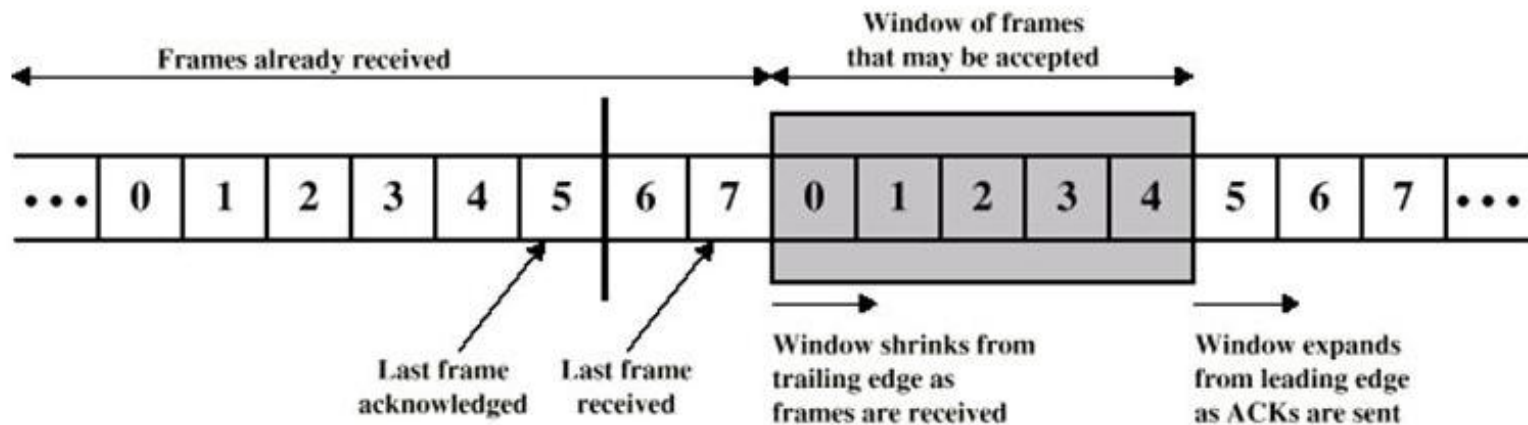 Frames already received
Window of frames
that may be accepted
••• 0 1 2 3 4 5 6 7 0 1 2 3 4 5 6 7 •••
Last frame
acknowledged
Last frame
received
Window shrinks from
trailing edge as
frames are received
Window expands
from leading edge
as ACKs are sent